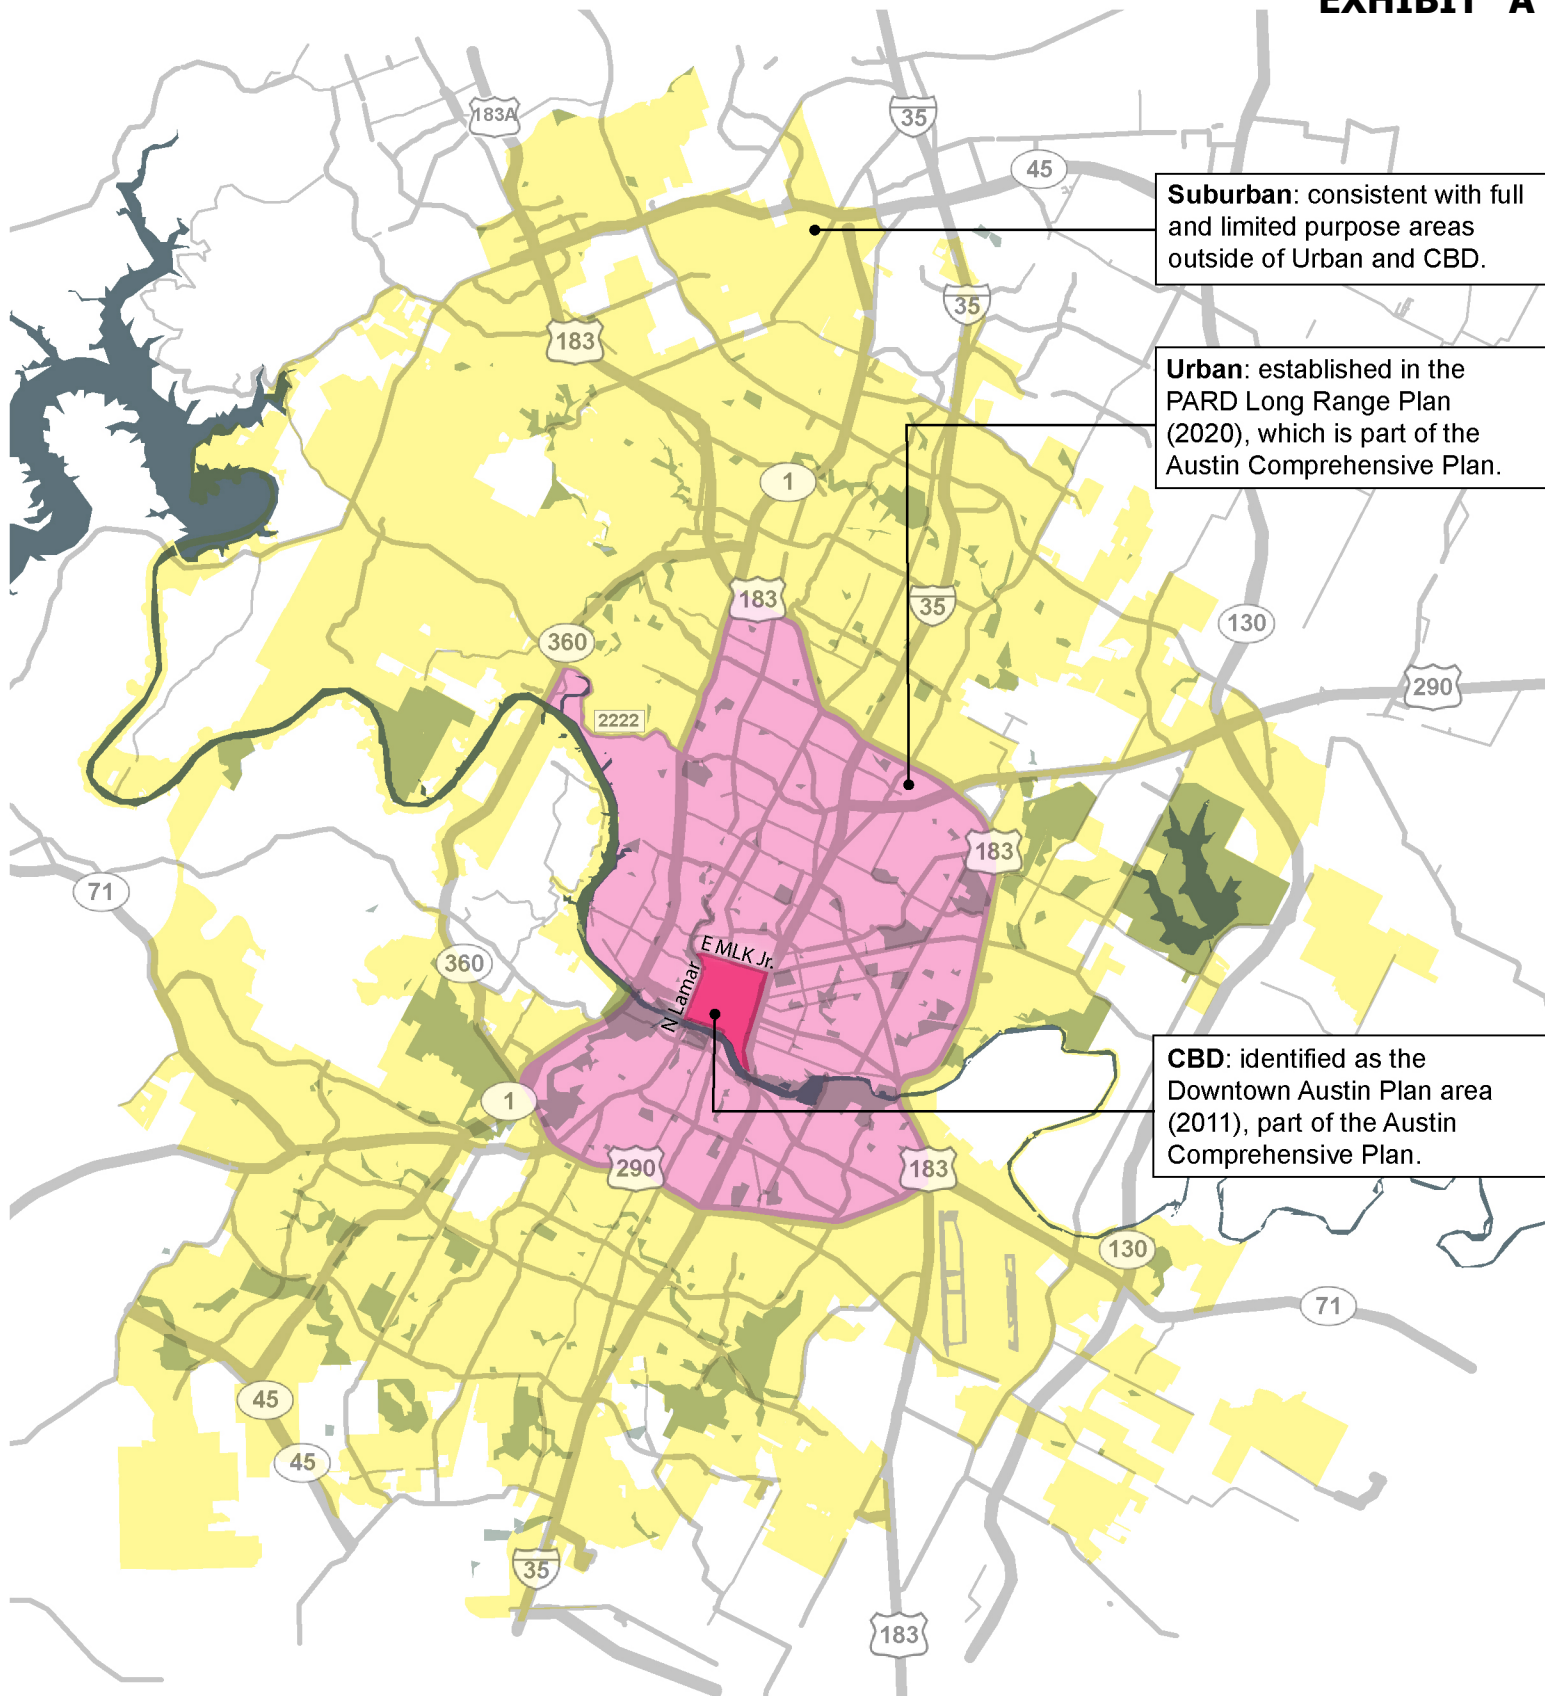 EXHIBIT "A
183A
35
45
Suburban: consistent with full
and limited purpose areas
outside of Urban and CBD.
35
183
Urban: established in the
PARD Long Range Plan
(2020), which is part of the
Austin Comprehensive Plan.
1
183
35
130
360
290
2222
183
71
E MLK Jr.
360
N Lamar
CBD: identified as the
Downtown Austin Plan area
(2011), part of the Austin
Comprehensive Plan.
1
290
183
130
71
45
45
35
183